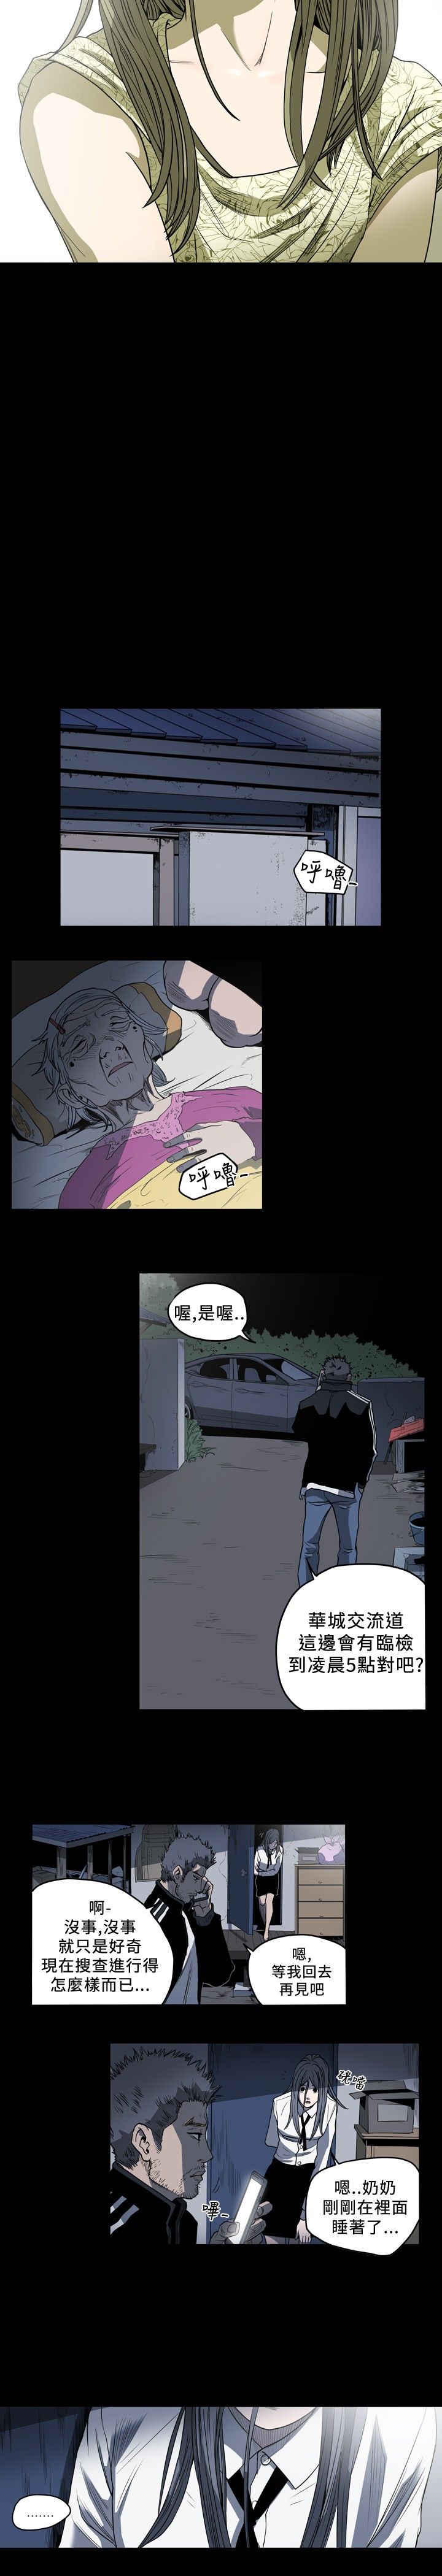 呼嚕-
呼嚕-
喔,是喔..
華城交流道
這邊會有臨檢
到凌晨5點對吧?
啊-
沒事,沒事
就只是好奇
現在搜查進行得
怎麼樣而已...
嗯,
等我回去
再見吧
嗶-
嗯..奶奶
剛剛在裡面
睡著了...
.......